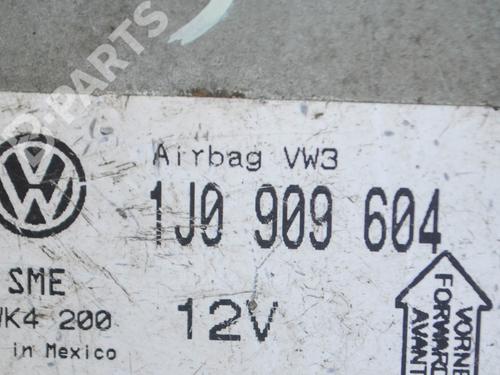 Airbag VW3
1J0 909 604
SME
12V
VK4 200
in Mexico
VORNE
FORWARD
AVANT